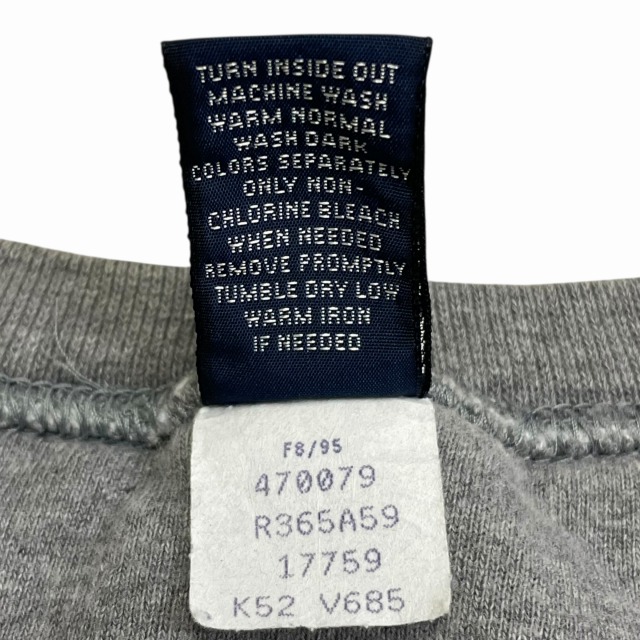 TURN INSIDE OUT
MACHINE WASH
WARM NORMAL
WASH DARK
COLORS SEPARATELY
ONLY NON-
CHLORINE BLEACH
WHEN NEEDED
REMOVE PROMPTLY
TUMBLE DRY LOW
WARM IRON
IF NEEDED
F8/95
470079
R365A59
17759
K52 V685